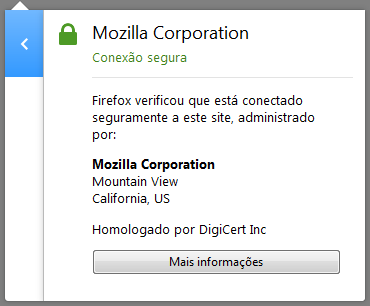 Mozilla Corporation
Conexão segura
Firefox verificou que está conectado
seguramente a este site, administrado
por:
Mozilla Corporation
Mountain View
California, US
Homologado por DigiCert Inc
Mais informações